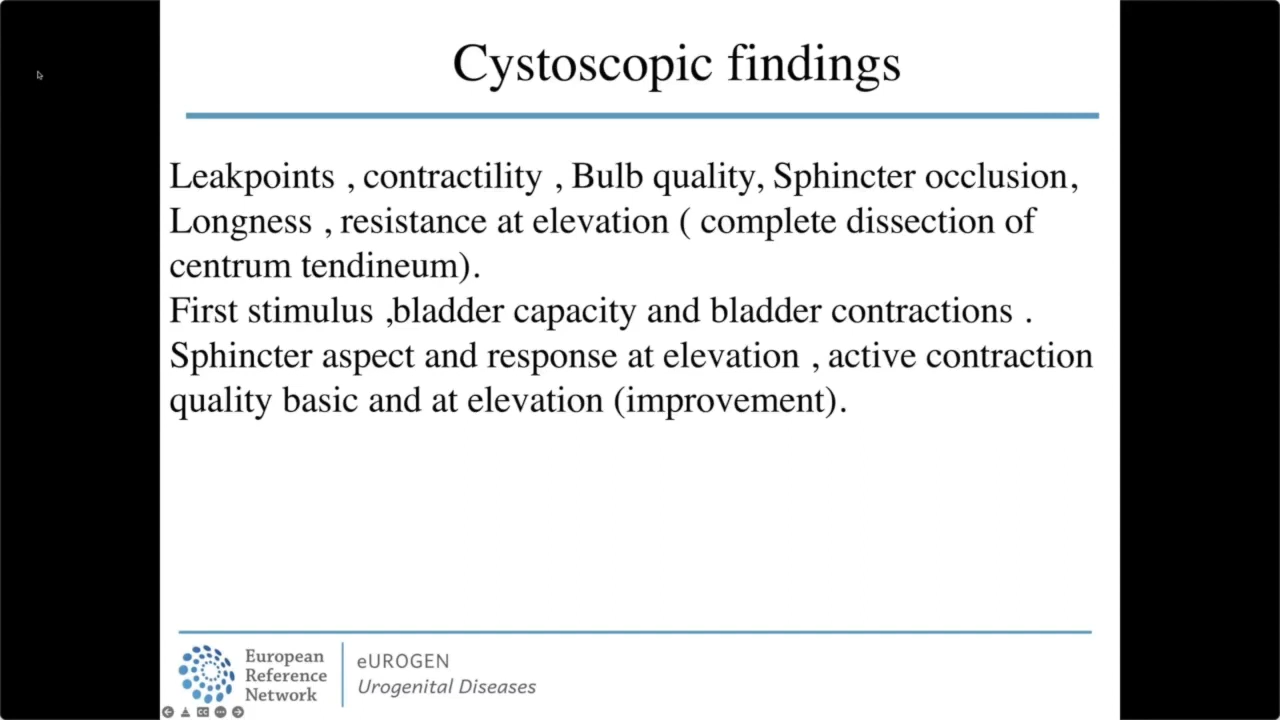 Cystoscopic findings
Leakpoints , contractility , Bulb quality, Sphincter occlusion,
Longness , resistance at elevation ( complete dissection of
centrum tendineum).
First stimulus ,bladder capacity and bladder contractions .
Sphincter aspect and response at elevation , active contraction
quality basic and at elevation (improvement).
European
Reference
Network
eUROGEN
Urogenital Diseases